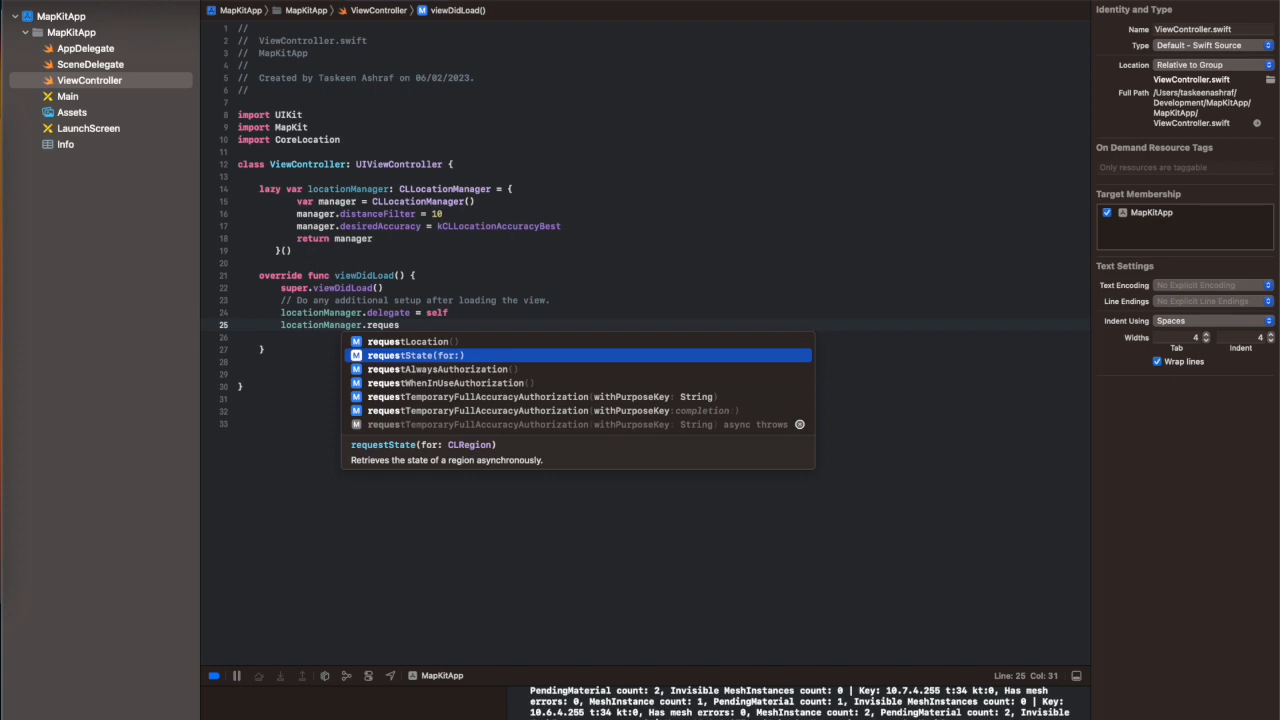 MapKitApp
MapKitApp
AppDelegate
SceneDelegate
ViewController
Main
Assets
LaunchScreen
Info
MapKitApp 〉 MapKitApp 〉 ViewController 〉 M viewDidLoad()
1 //
2 //  ViewController.swift
3 //  MapKitApp
4 //
5 //  Created by Taskeen Ashraf on 06/02/2023.
6 //
7
8 import UIKit
9 import MapKit
10 import CoreLocation
11
12 class ViewController: UIViewController {
13
14 lazy var locationManager: CLLocationManager = {
15 var manager = CLLocationManager()
16 manager.distanceFilter = 10
17 manager.desiredAccuracy = kCLLocationAccuracyBest
18 return manager
19 }()
20
21 override func viewDidLoad() {
22 super.viewDidLoad()
23 // Do any additional setup after loading the view.
24 locationManager.delegate = self
25 locationManager.reques
26
27 }
28
29
30 }
31
32
33
M requestLocation()
M requestState(for:)
M requestAlwaysAuthorization()
M requestWhenInUseAuthorization()
M requestTemporaryFullAccuracyAuthorization(withPurposeKey: String)
M requestTemporaryFullAccuracyAuthorization(withPurposeKey:completion:)
M requestTemporaryFullAccuracyAuthorization(withPurposeKey: String) async throws
requestState(for: CLRegion)
Retrieves the state of a region asynchronously.
MapKitApp
Line: 25 Col: 31
PendingMaterial count: 2, Invisible MeshInstances count: 0 | Key: 10.7.4.255 t:34 kt:0, Has mesh
errors: 0, MeshInstance count: 1, PendingMaterial count: 1, Invisible MeshInstances count: 0 | Key:
10.6.4.255 t:34 kt:0, Has mesh errors: 0, MeshInstance count: 2, PendingMaterial count: 2, Invisible
Identity and Type
Name ViewController.swift
Type Default - Swift Source
Location Relative to Group
ViewController.swift
Full Path /Users/taskeenashraf/
Development/MapKitApp/
MapKitApp/
ViewController.swift
On Demand Resource Tags
Only resources are taggable
Target Membership
MapKitApp
Text Settings
Text Encoding No Explicit Encoding
Line Endings No Explicit Line Endings
Indent Using Spaces
Widths 4 4
Tab Indent
Wrap lines